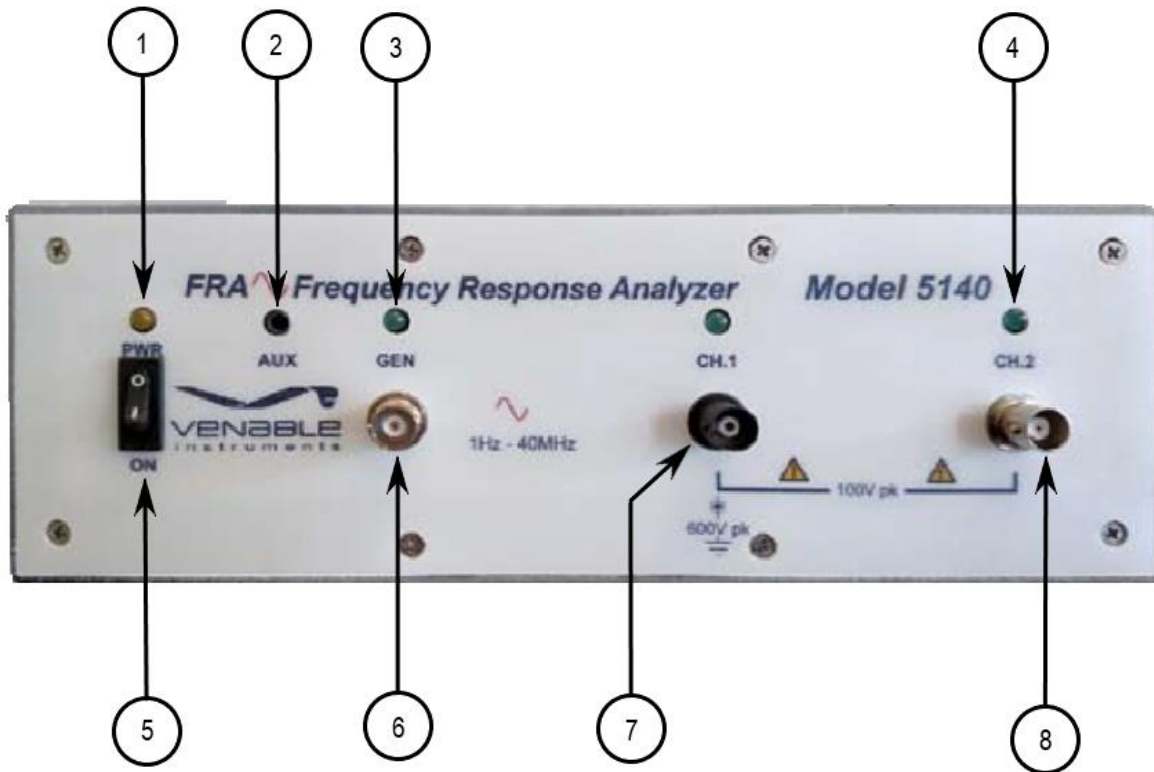 1 2 3 4
FRA Frequency Response Analyzer Model 5140
PWR AUX GEN CH.1 CH.2
O
I
VENABLE
instruments
1Hz - 40MHz
ON
100V pk
600V pk
5 6 7 8